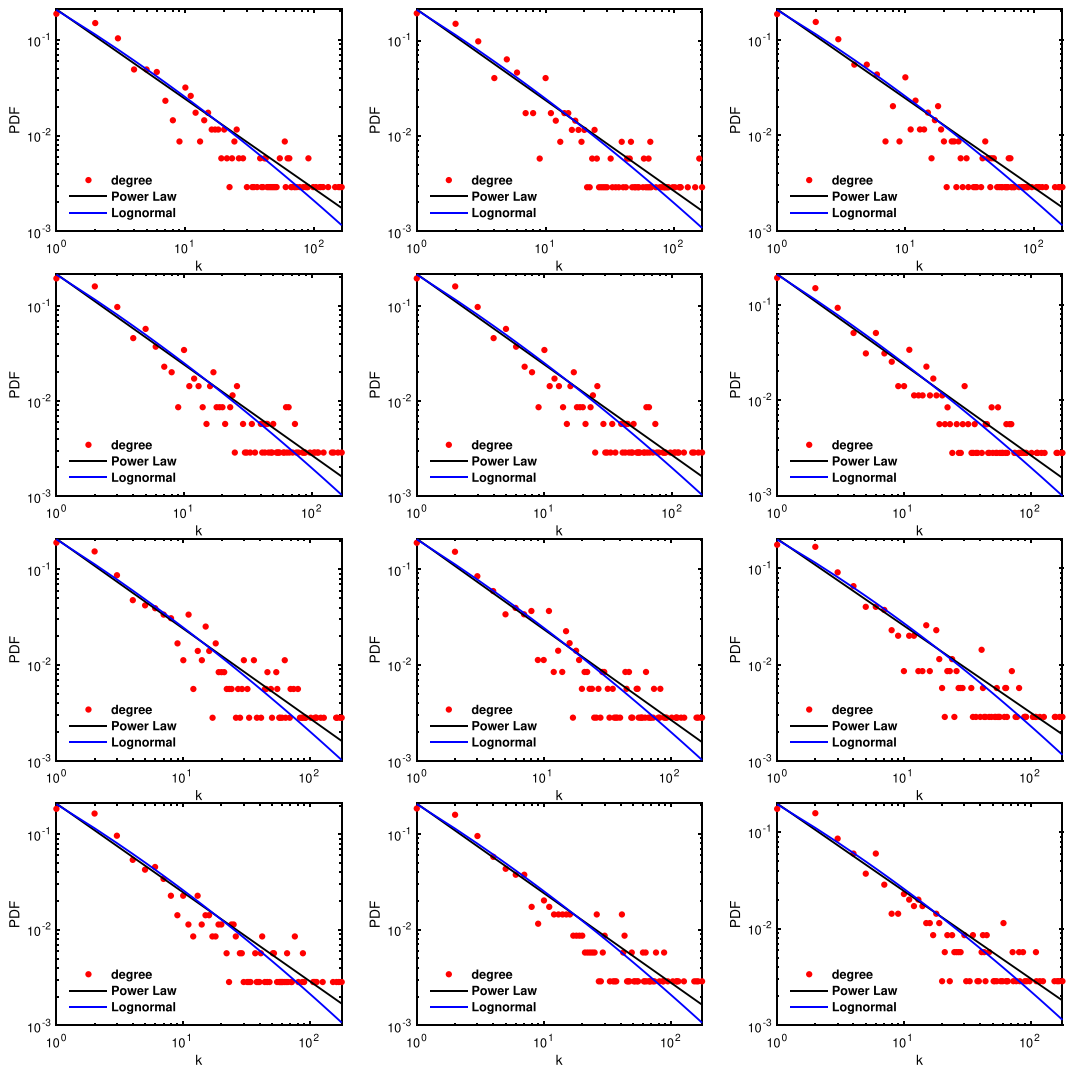 10⁻¹
10⁻²
10⁻³
PDF
degree
Power Law
Lognormal
10⁰ 10¹ 10²
k
10⁻¹
10⁻²
10⁻³
PDF
degree
Power Law
Lognormal
10⁰ 10¹ 10²
k
10⁻¹
10⁻²
10⁻³
PDF
degree
Power Law
Lognormal
10⁰ 10¹ 10²
k
10⁻¹
10⁻²
10⁻³
PDF
degree
Power Law
Lognormal
10⁰ 10¹ 10²
k
10⁻¹
10⁻²
10⁻³
PDF
degree
Power Law
Lognormal
10⁰ 10¹ 10²
k
10⁻¹
10⁻²
10⁻³
PDF
degree
Power Law
Lognormal
10⁰ 10¹ 10²
k
10⁻¹
10⁻²
10⁻³
PDF
degree
Power Law
Lognormal
10⁰ 10¹ 10²
k
10⁻¹
10⁻²
10⁻³
PDF
degree
Power Law
Lognormal
10⁰ 10¹ 10²
k
10⁻¹
10⁻²
10⁻³
PDF
degree
Power Law
Lognormal
10⁰ 10¹ 10²
k
10⁻¹
10⁻²
10⁻³
PDF
degree
Power Law
Lognormal
10⁰ 10¹ 10²
k
10⁻¹
10⁻²
10⁻³
PDF
degree
Power Law
Lognormal
10⁰ 10¹ 10²
k
10⁻¹
10⁻²
10⁻³
PDF
degree
Power Law
Lognormal
10⁰ 10¹ 10²
k